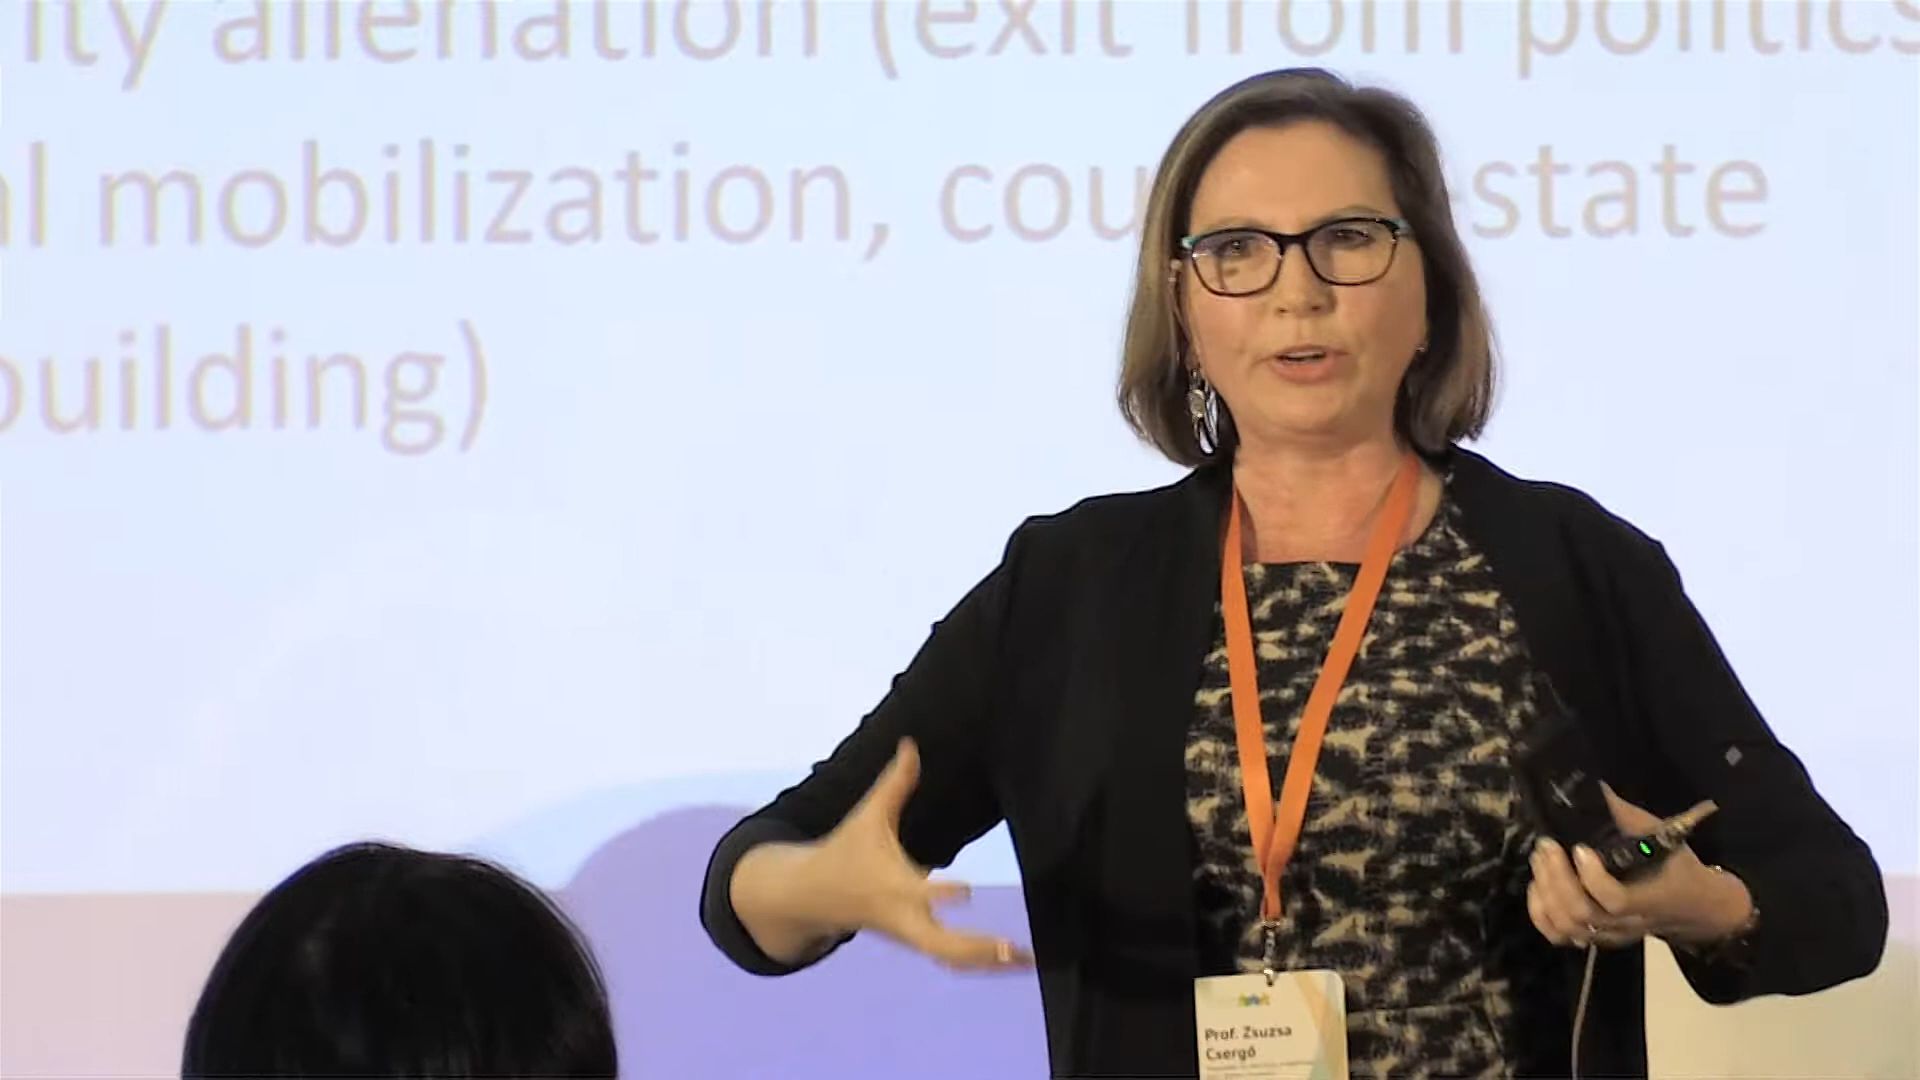 ity alienation (exit from politics
al mobilization, cou state
building)
Prof. Zsuzsa
Csergő